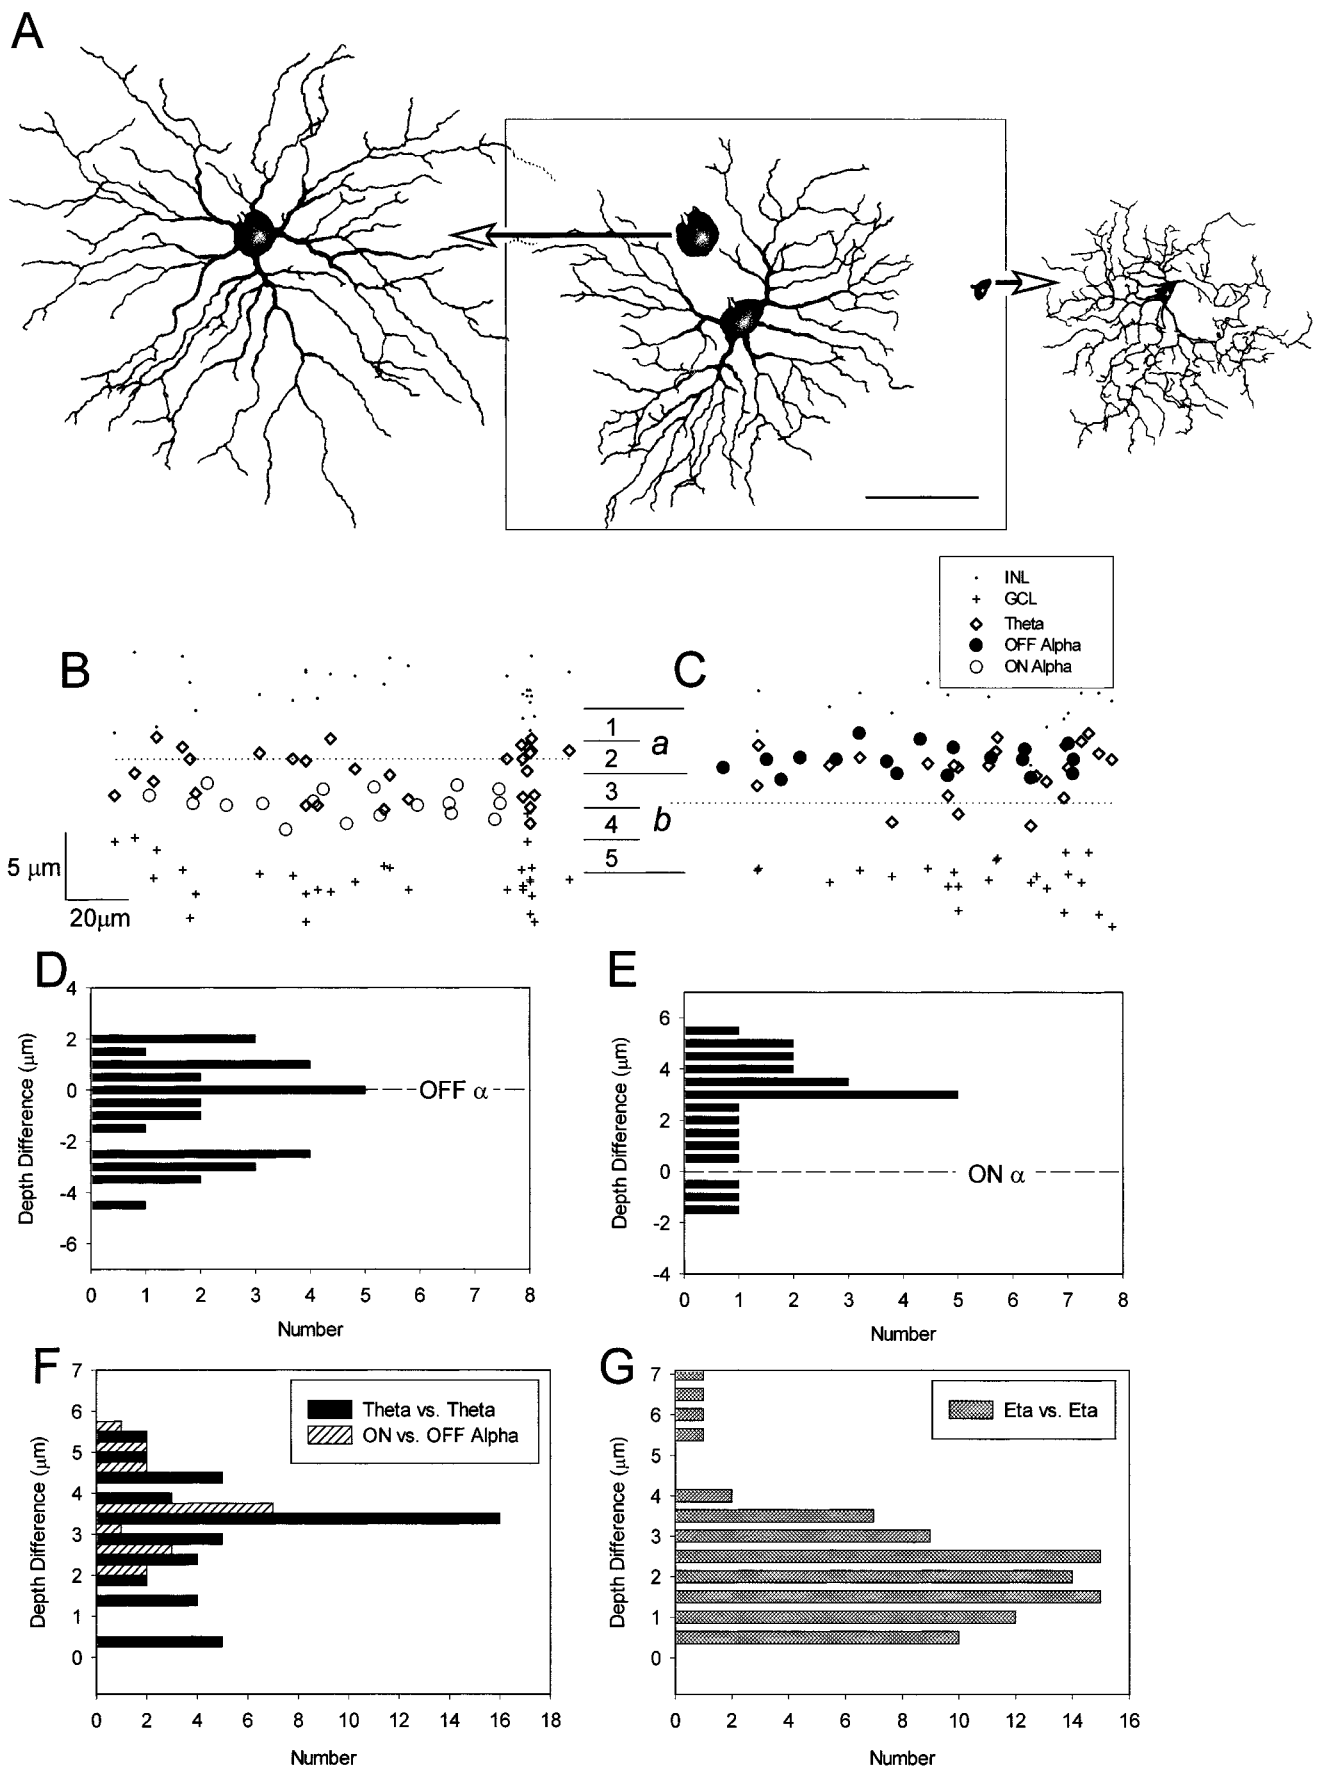 A
INL
GCL
Theta
OFF Alpha
ON Alpha
B
C
1
2
3
4
5
a
b
5 μm
20μm
D
4
2
0
-2
-4
-6
Depth Difference (μm)
OFF α
0 1 2 3 4 5 6 7 8
Number
E
6
4
2
0
-2
-4
Depth Difference (μm)
ON α
0 1 2 3 4 5 6 7 8
Number
F
7
6
5
4
3
2
1
0
Depth Difference (μm)
Theta vs. Theta
ON vs. OFF Alpha
0 2 4 6 8 10 12 14 16 18
Number
G
7
6
5
4
3
2
1
0
Depth Difference (μm)
Eta vs. Eta
0 2 4 6 8 10 12 14 16
Number